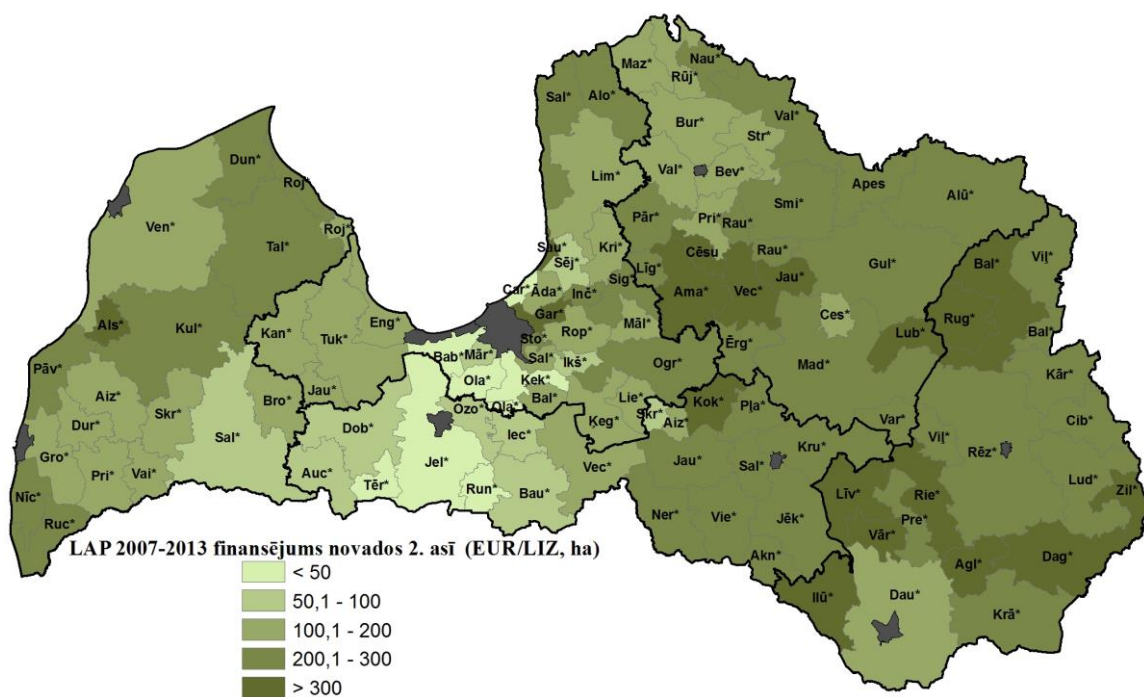 Maz* Nau*
Rūj*
Sal* Alo*
Bur* Val*
Str*
Dun*
Roj*
Lim* Val* Bev*
Apes
Alū*
Ven* Roj*
Pār* Pri* Rau* Smi*
Tal*
Sau* Kri* Cēsu Rau*
Sēj* Līg* Gul* Bal* Viļ*
Car* Āda* Inč* Sig* Ama* Vec* Jau*
Als* Kul* Kan* Tuk* Eng* Gar* Rop* Māl* Ces* Rug*
Sto* Lub* Bal*
Bab* Mār* Sal* Ikš* Ogr* Ērg*
Pāv* Ola* Ķek* Mad* Kār*
Aiz* Jau* Bal*
Skr* Bro* Ozo* Ola* Lie* Skr* Kok* Pļa*
Dur* Dob* Iec* Ķeg* Aiz* Var* Cib*
Gro* Sal* Kru* Viļ* Rēz*
Pri* Vai* Auc* Tēr* Jel* Run* Bau* Vec* Jau* Sal* Lud*
Nīc* Līv* Rie* Zil*
Ruc* Ner* Vie* Jēk* Vār* Pre*
Akn* Agl* Dag*
Ilū* Dau* Krā*
LAP 2007-2013 finansējums novados 2. asī (EUR/LIZ, ha)
< 50
50,1 - 100
100,1 - 200
200,1 - 300
> 300